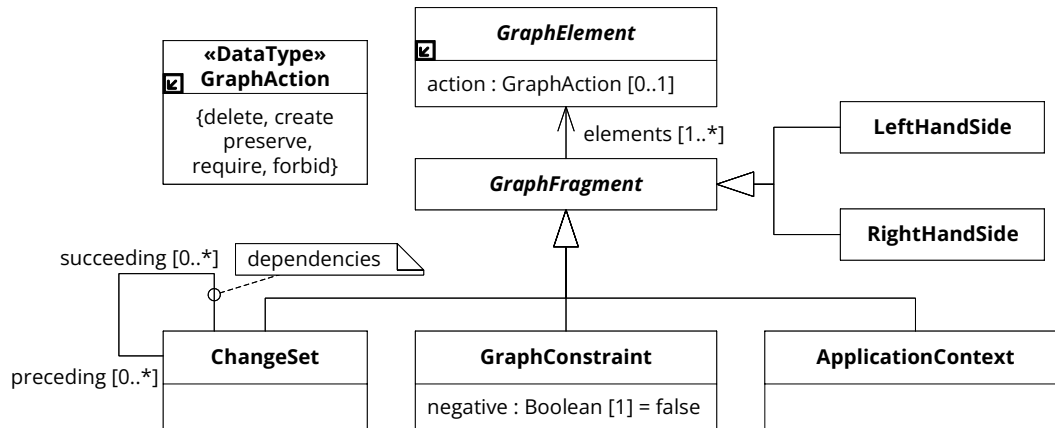 «DataType»
GraphAction
{delete, create
preserve,
require, forbid}
GraphElement
action : GraphAction [0..1]
elements [1..*]
GraphFragment
LeftHandSide
RightHandSide
succeeding [0..*]
dependencies
preceding [0..*]
ChangeSet
GraphConstraint
negative : Boolean [1] = false
ApplicationContext